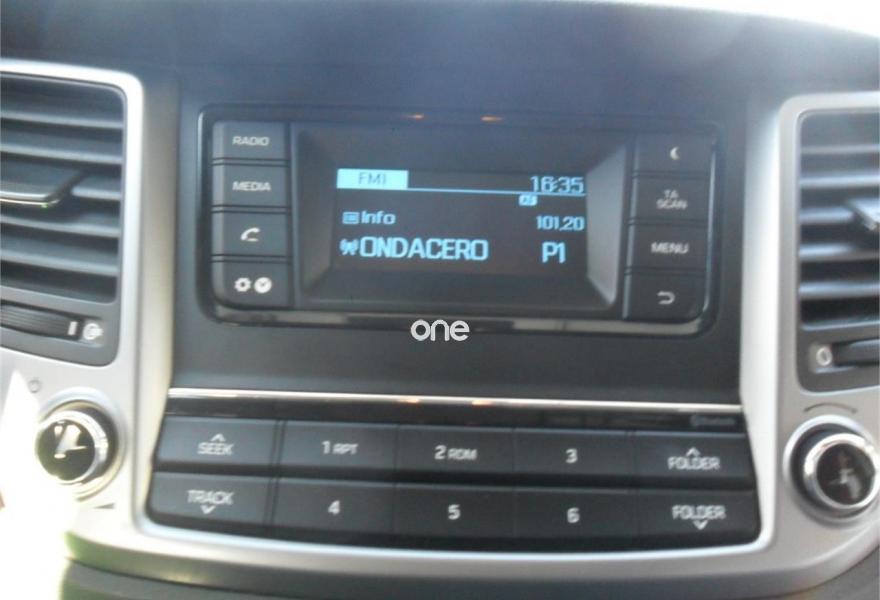 RADIO
MEDIA
FM1 16:35
AF
Info 101,20
ONDACERO P1
TA
SCAN
MENU
one
SEEK 1 RPT 2 RDM 3 FOLDER
TRACK 4 5 6 FOLDER